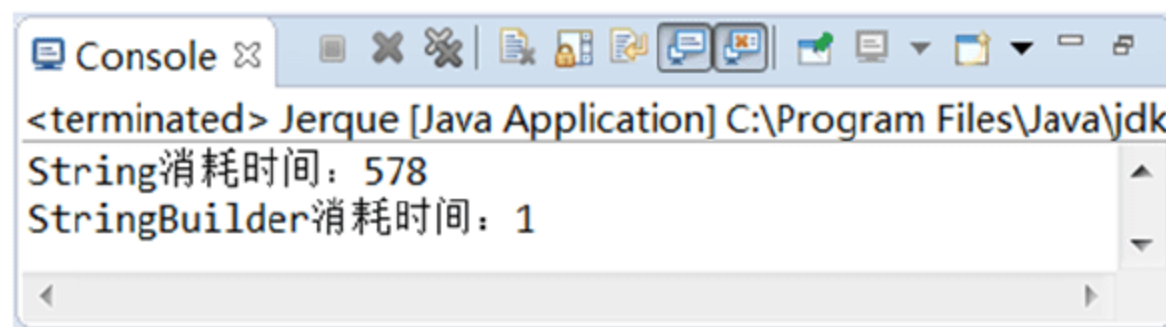 Console
<terminated> Jerque [Java Application] C:\Program Files\Java\jdk
String消耗时间：578
StringBuilder消耗时间：1